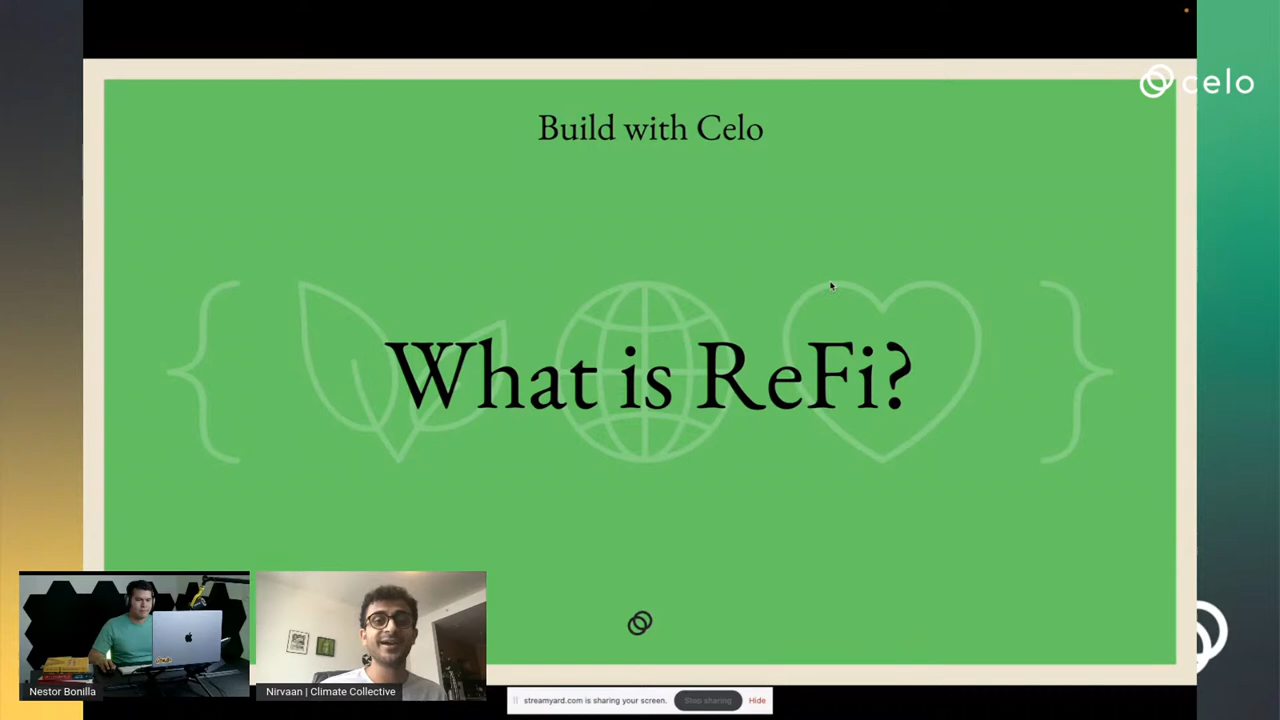 celo
Build with Celo
What is ReFi?
Nestor Bonilla
Nirvaan | Climate Collective
streamyard.com is sharing your screen.
Stop sharing
Hide